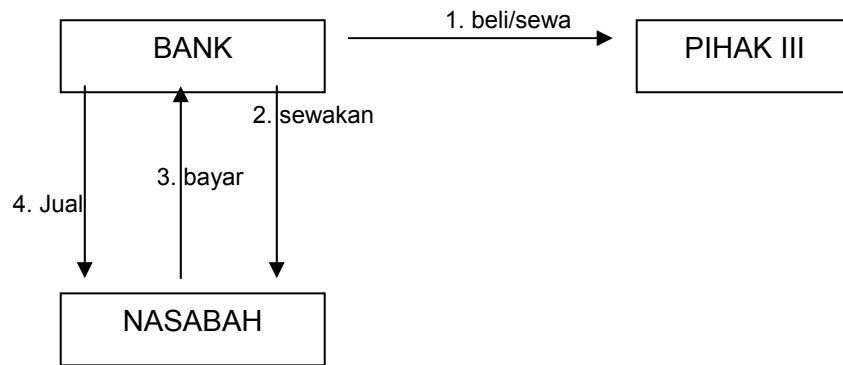 1. beli/sewa
BANK
PIHAK III
2. sewakan
3. bayar
4. Jual
NASABAH